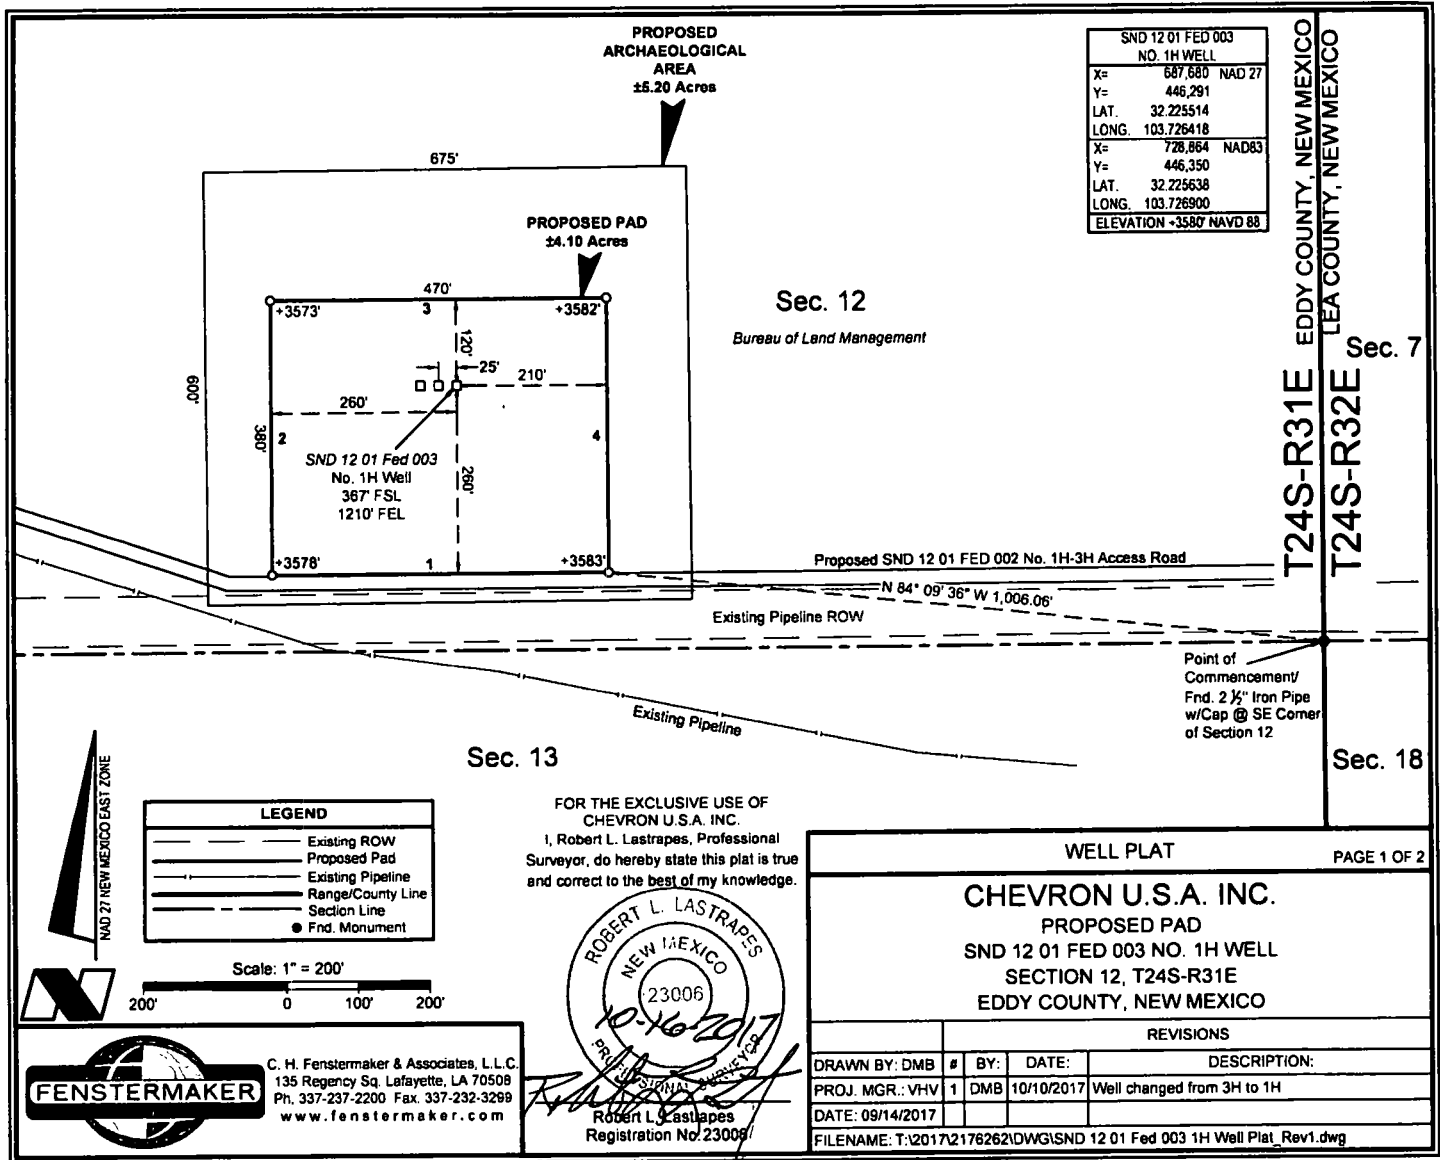 PROPOSED
ARCHAEOLOGICAL
AREA
±5.20 Acres
675'
600'
PROPOSED PAD
±4.10 Acres
470'
3
+3573'
+3582'
120'
25'
210'
260'
380'
2
4
260'
SND 12 01 Fed 003
No. 1H Well
367' FSL
1210' FEL
+3578'
1
+3583'
SND 12 01 FED 003
NO. 1H WELL
X= 687,680 NAD 27
Y= 446,291
LAT. 32.225514
LONG. 103.726418
X= 728,864 NAD83
Y= 446,350
LAT. 32.225638
LONG. 103.726900
ELEVATION +3580' NAVD 88
EDDY COUNTY, NEW MEXICO
LEA COUNTY, NEW MEXICO
T24S-R31E
T24S-R32E
Sec. 12
Bureau of Land Management
Sec. 7
Proposed SND 12 01 FED 002 No. 1H-3H Access Road
N 84° 09' 36" W 1,006.06'
Existing Pipeline ROW
Point of
Commencement/
Fnd. 2 ½" Iron Pipe
w/Cap @ SE Corner
of Section 12
Existing Pipeline
Sec. 13
Sec. 18
NAD 27 NEW MEXICO EAST ZONE
LEGEND
Existing ROW
Proposed Pad
Existing Pipeline
Range/County Line
Section Line
Fnd. Monument
Scale: 1" = 200'
200' 0 100' 200'
FENSTERMAKER
C. H. Fenstermaker & Associates, L.L.C.
135 Regency Sq. Lafayette, LA 70508
Ph. 337-237-2200 Fax. 337-232-3299
www.fenstermaker.com
FOR THE EXCLUSIVE USE OF
CHEVRON U.S.A. INC.
I, Robert L. Lastrapes, Professional
Surveyor, do hereby state this plat is true
and correct to the best of my knowledge.
ROBERT L. LASTRAPES
NEW MEXICO
23006
10-16-2017
PROFESSIONAL SURVEYOR
Robert L. Lastrapes
Registration No. 23006
WELL PLAT
PAGE 1 OF 2
CHEVRON U.S.A. INC.
PROPOSED PAD
SND 12 01 FED 003 NO. 1H WELL
SECTION 12, T24S-R31E
EDDY COUNTY, NEW MEXICO
REVISIONS
DRAWN BY: DMB # BY: DATE: DESCRIPTION:
PROJ. MGR.: VHV 1 DMB 10/10/2017 Well changed from 3H to 1H
DATE: 09/14/2017
FILENAME: T:\2017\2176262\DWG\SND 12 01 Fed 003 1H Well Plat_Rev1.dwg